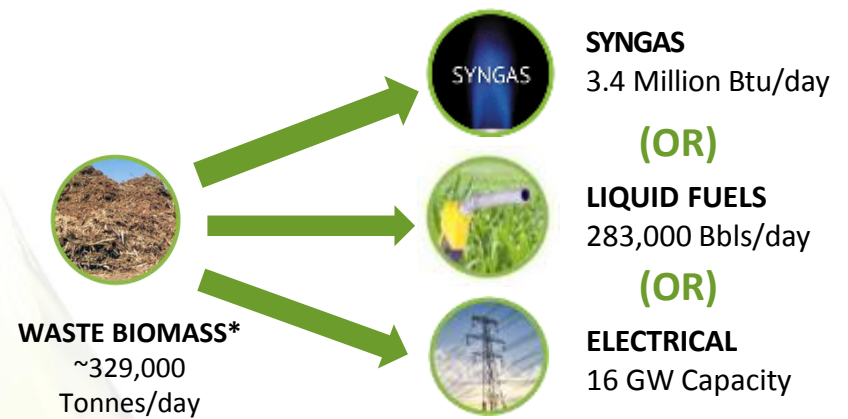 SYNGAS
SYNGAS
3.4 Million Btu/day
(OR)
WASTE BIOMASS*
~329,000
Tonnes/day
LIQUID FUELS
283,000 Bbls/day
(OR)
ELECTRICAL
16 GW Capacity